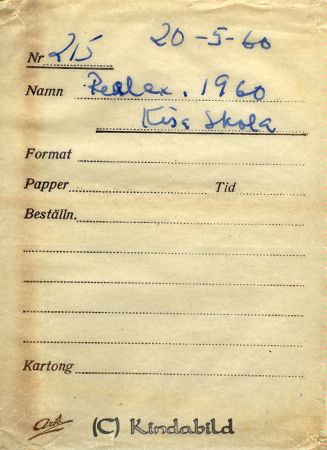 20-5-60
Nr 215
Namn Realex. 1960
Kisa Skola
Format
Papper Tid
Beställn.
Kartong
(C) Kindabild